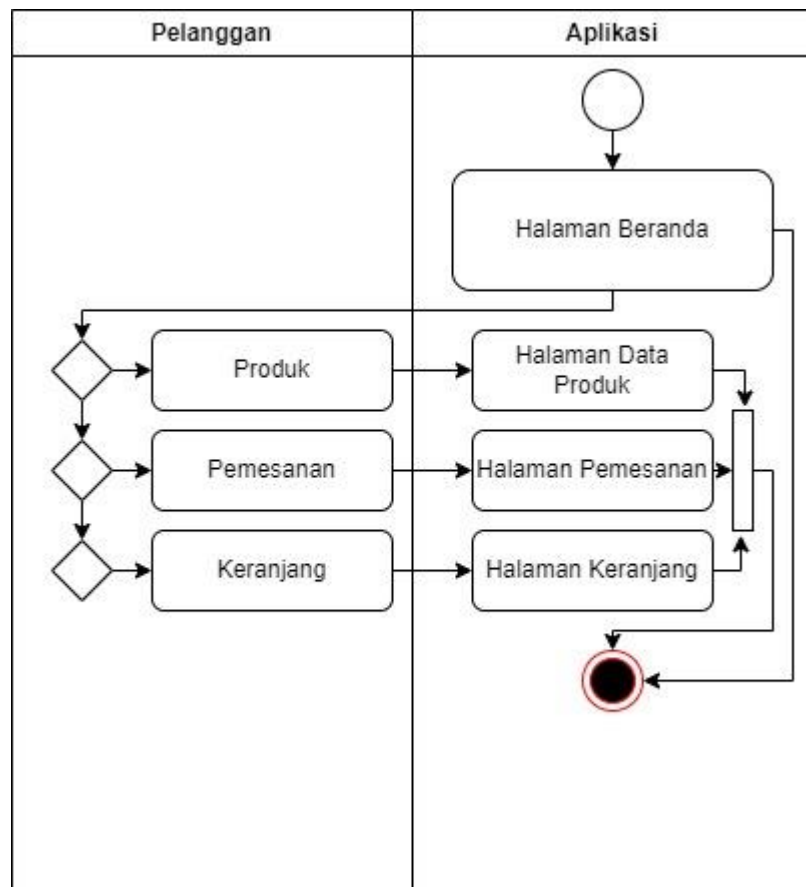 Pelanggan
Aplikasi
Halaman Beranda
Produk
Halaman Data
Produk
Pemesanan
Halaman Pemesanan
Keranjang
Halaman Keranjang